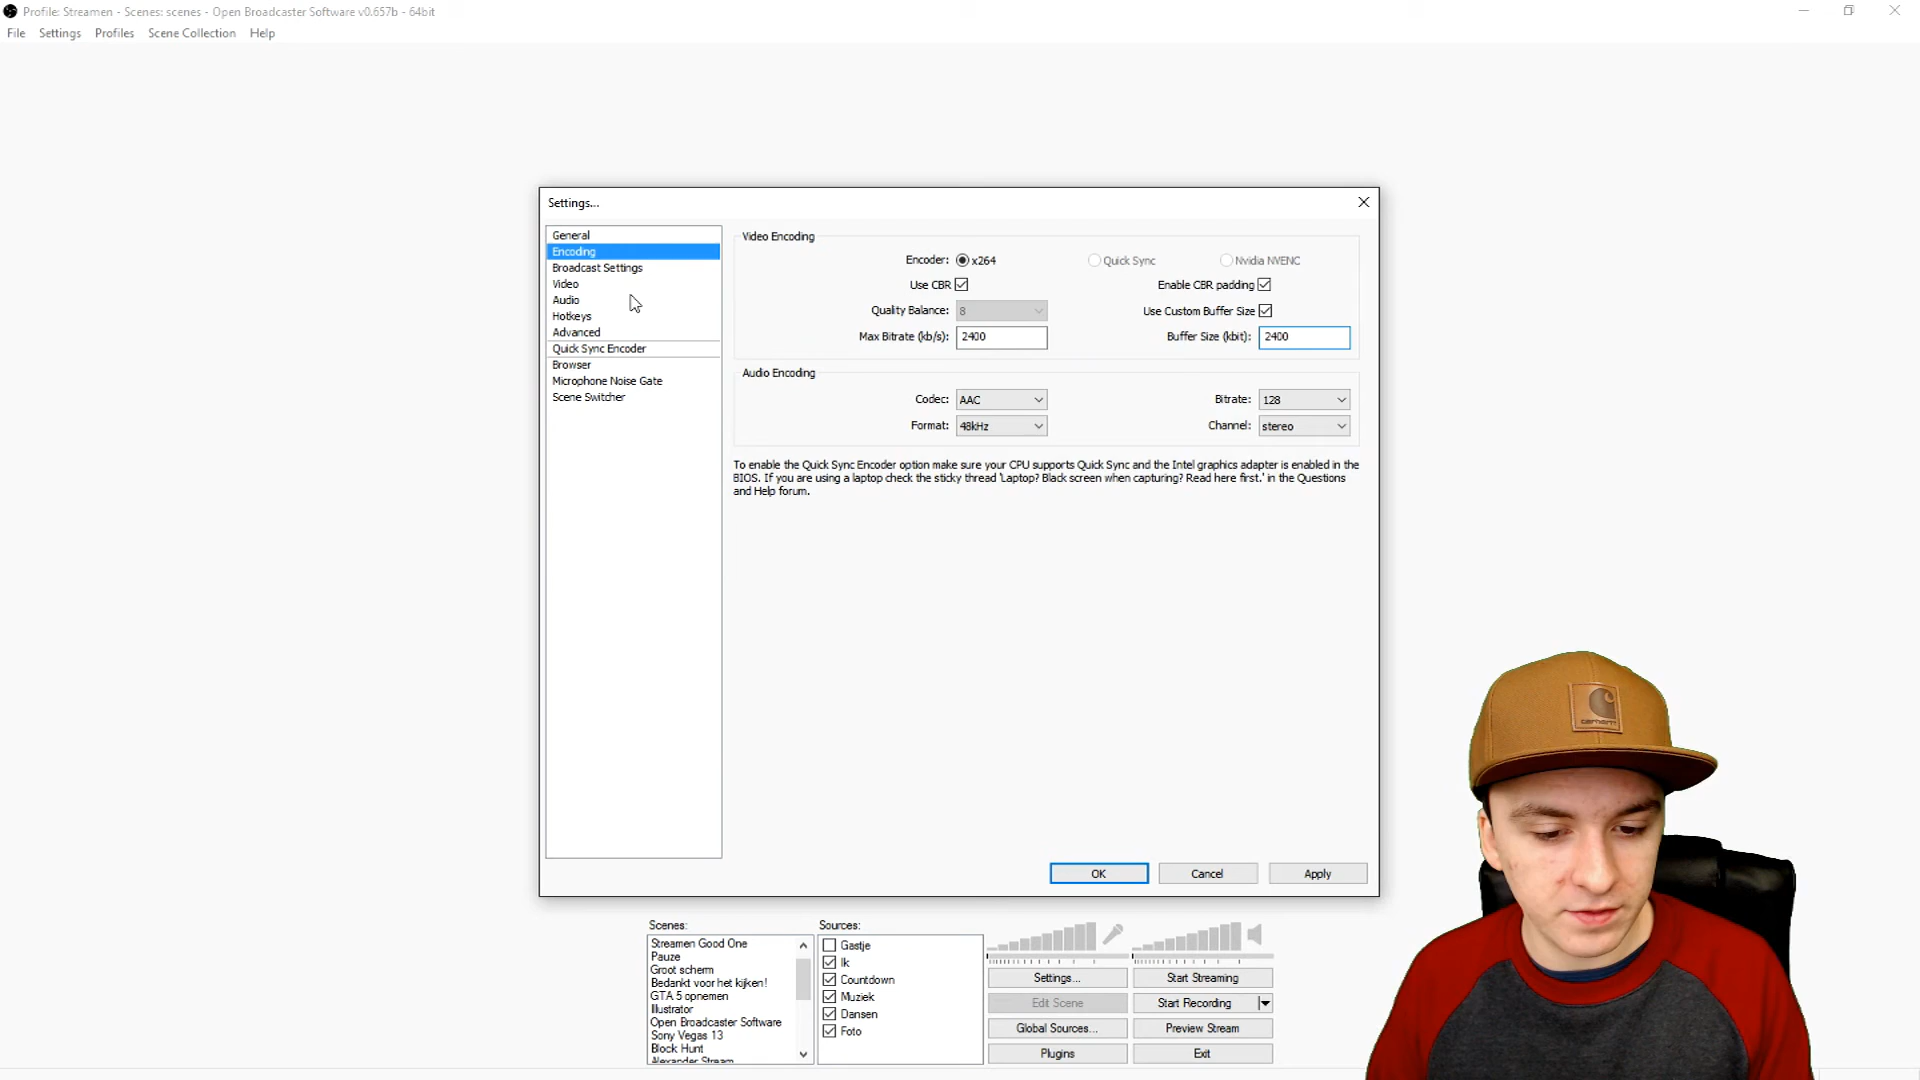 Profile: Streamen - Scenes: scenes - Open Broadcaster Software v0.657b - 64bit
File Settings Profiles Scene Collection Help
Settings...
General
Encoding
Broadcast Settings
Video
Audio
Hotkeys
Advanced
Quick Sync Encoder
Browser
Microphone Noise Gate
Scene Switcher
Video Encoding
Encoder: x264 Quick Sync Nvidia NVENC
Use CBR Enable CBR padding
Quality Balance: 8 Use Custom Buffer Size
Max Bitrate (kb/s): 2400 Buffer Size (kbit): 2400
Audio Encoding
Codec: AAC Bitrate: 128
Format: 48kHz Channel: stereo
To enable the Quick Sync Encoder option make sure your CPU supports Quick Sync and the Intel graphics adapter is enabled in the
BIOS. If you are using a laptop check the sticky thread 'Laptop? Black screen when capturing? Read here first.' in the Questions
and Help forum.
OK Cancel Apply
Scenes:
Streamen Good One
Pauze
Groot scherm
Bedankt voor het kijken!
GTA 5 opnemen
Illustrator
Open Broadcaster Software
Sony Vegas 13
Block Hunt
Alexander Stream
Sources:
Gastje
Ik
Countdown
Muziek
Dansen
Foto
Settings... Start Streaming
Edit Scene Start Recording
Global Sources... Preview Stream
Plugins Exit
carhartt